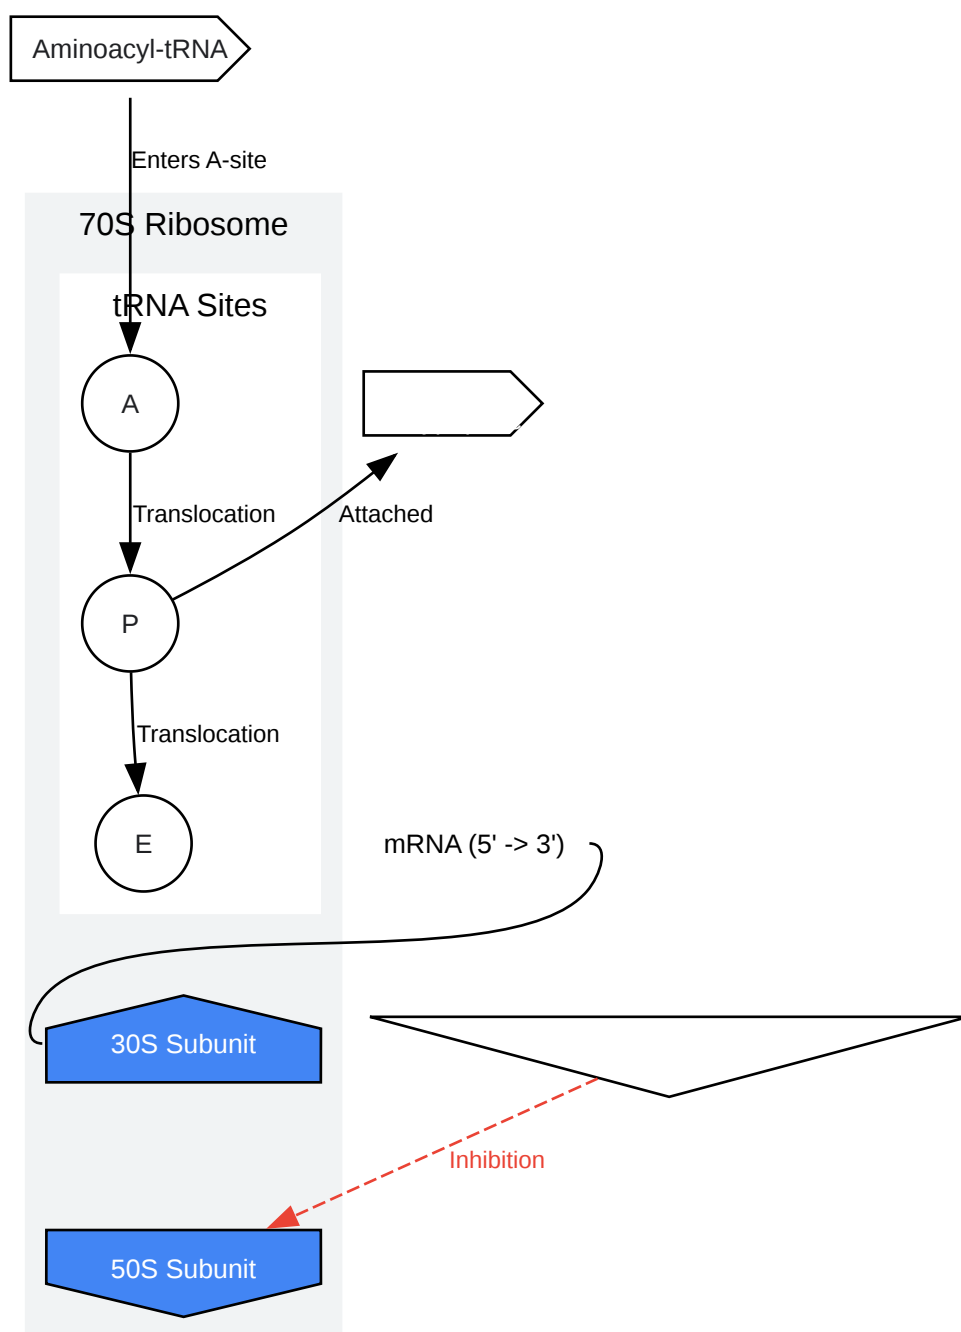 Aminoacyl-tRNA
Enters A-site
70S Ribosome
tRNA Sites
A
Translocation
Attached
P
Translocation
E
mRNA (5' -> 3')
30S Subunit
Inhibition
50S Subunit